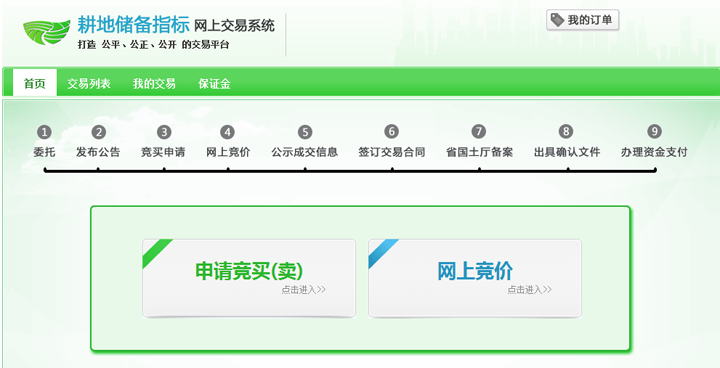 耕地储备指标 网上交易系统
打造 公平、公正、公开 的交易平台
我的订单
首页 交易列表 我的交易 保证金
1 2 3 4 5 6 7 8 9
委托 发布公告 竞买申请 网上竞价 公示成交信息 签订交易合同 省国土厅备案 出具确认文件 办理资金支付
申请竞买(卖) 网上竞价
点击进入>> 点击进入>>